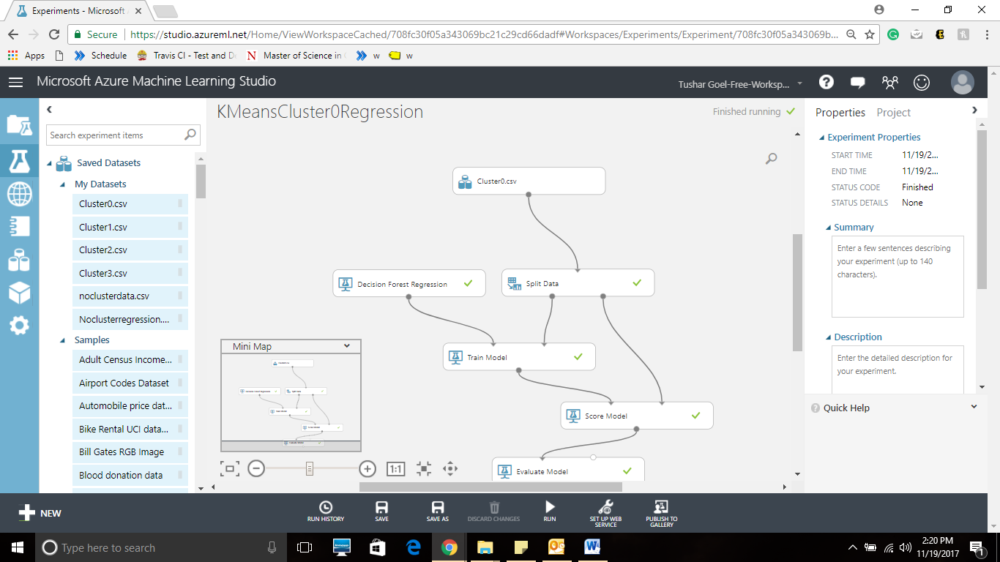 Experiments - Microsoft
Secure https://studio.azureml.net/Home/ViewWorkspaceCached/708fc30f05a343069bc21c29cd66dadf#Workspaces/Experiments/Experiment/708fc30f05a343069b...
Apps Schedule Travis CI - Test and D Master of Science in w w
Microsoft Azure Machine Learning Studio
Tushar Goel-Free-Worksp...
Search experiment items
Saved Datasets
My Datasets
Cluster0.csv
Cluster1.csv
Cluster2.csv
Cluster3.csv
noclusterdata.csv
Noclusterregression....
Samples
Adult Census Income...
Airport Codes Dataset
Automobile price dat...
Bike Rental UCI data...
Bill Gates RGB Image
Blood donation data
KMeansCluster0Regression
Finished running
Cluster0.csv
Decision Forest Regression
Split Data
Train Model
Score Model
Evaluate Model
Mini Map
1:1
Properties Project
Experiment Properties
START TIME 11/19/2...
END TIME 11/19/2...
STATUS CODE Finished
STATUS DETAILS None
Summary
Enter a few sentences describing
your experiment (up to 140
characters).
Description
Enter the detailed description for
your experiment.
Quick Help
NEW
RUN HISTORY
SAVE
SAVE AS
DISCARD CHANGES
RUN
SET UP WEB
SERVICE
PUBLISH TO
GALLERY
Type here to search
2:20 PM
11/19/2017
1